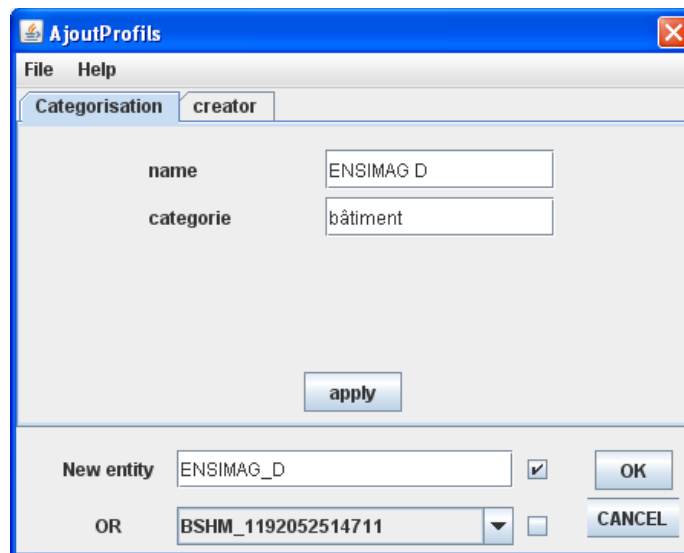 AjoutProfils
File Help
Categorisation creator
name ENSIMAG D
categorie bâtiment
apply
New entity ENSIMAG_D OK
OR BSHM_1192052514711 CANCEL